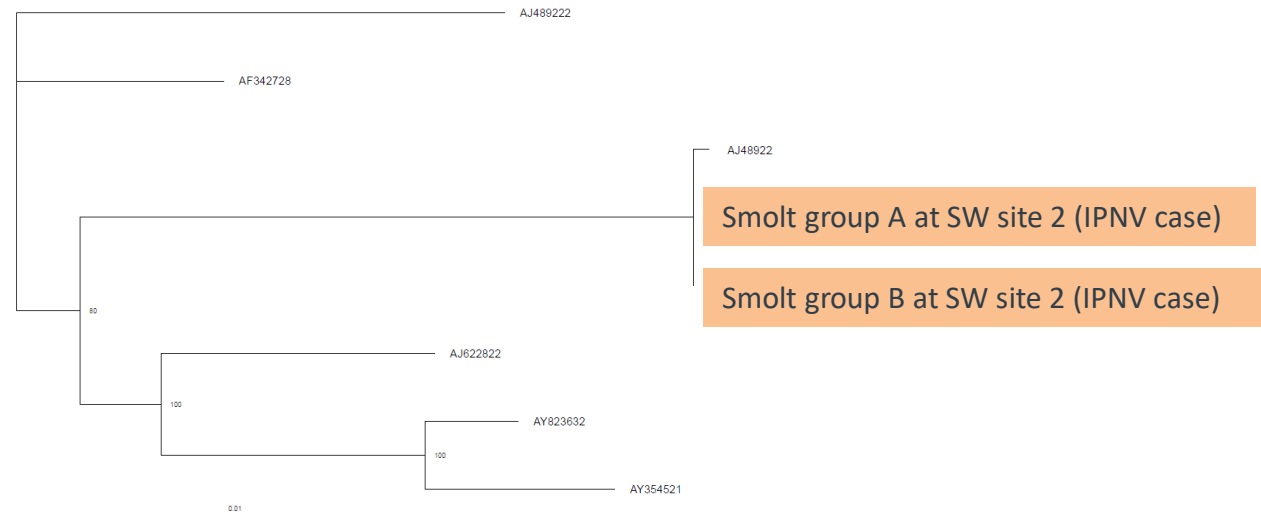 AJ489222
AF342728
AJ48922
Smolt group A at SW site 2 (IPNV case)
Smolt group B at SW site 2 (IPNV case)
80
AJ622822
100
AY823632
100
AY354521
0.01